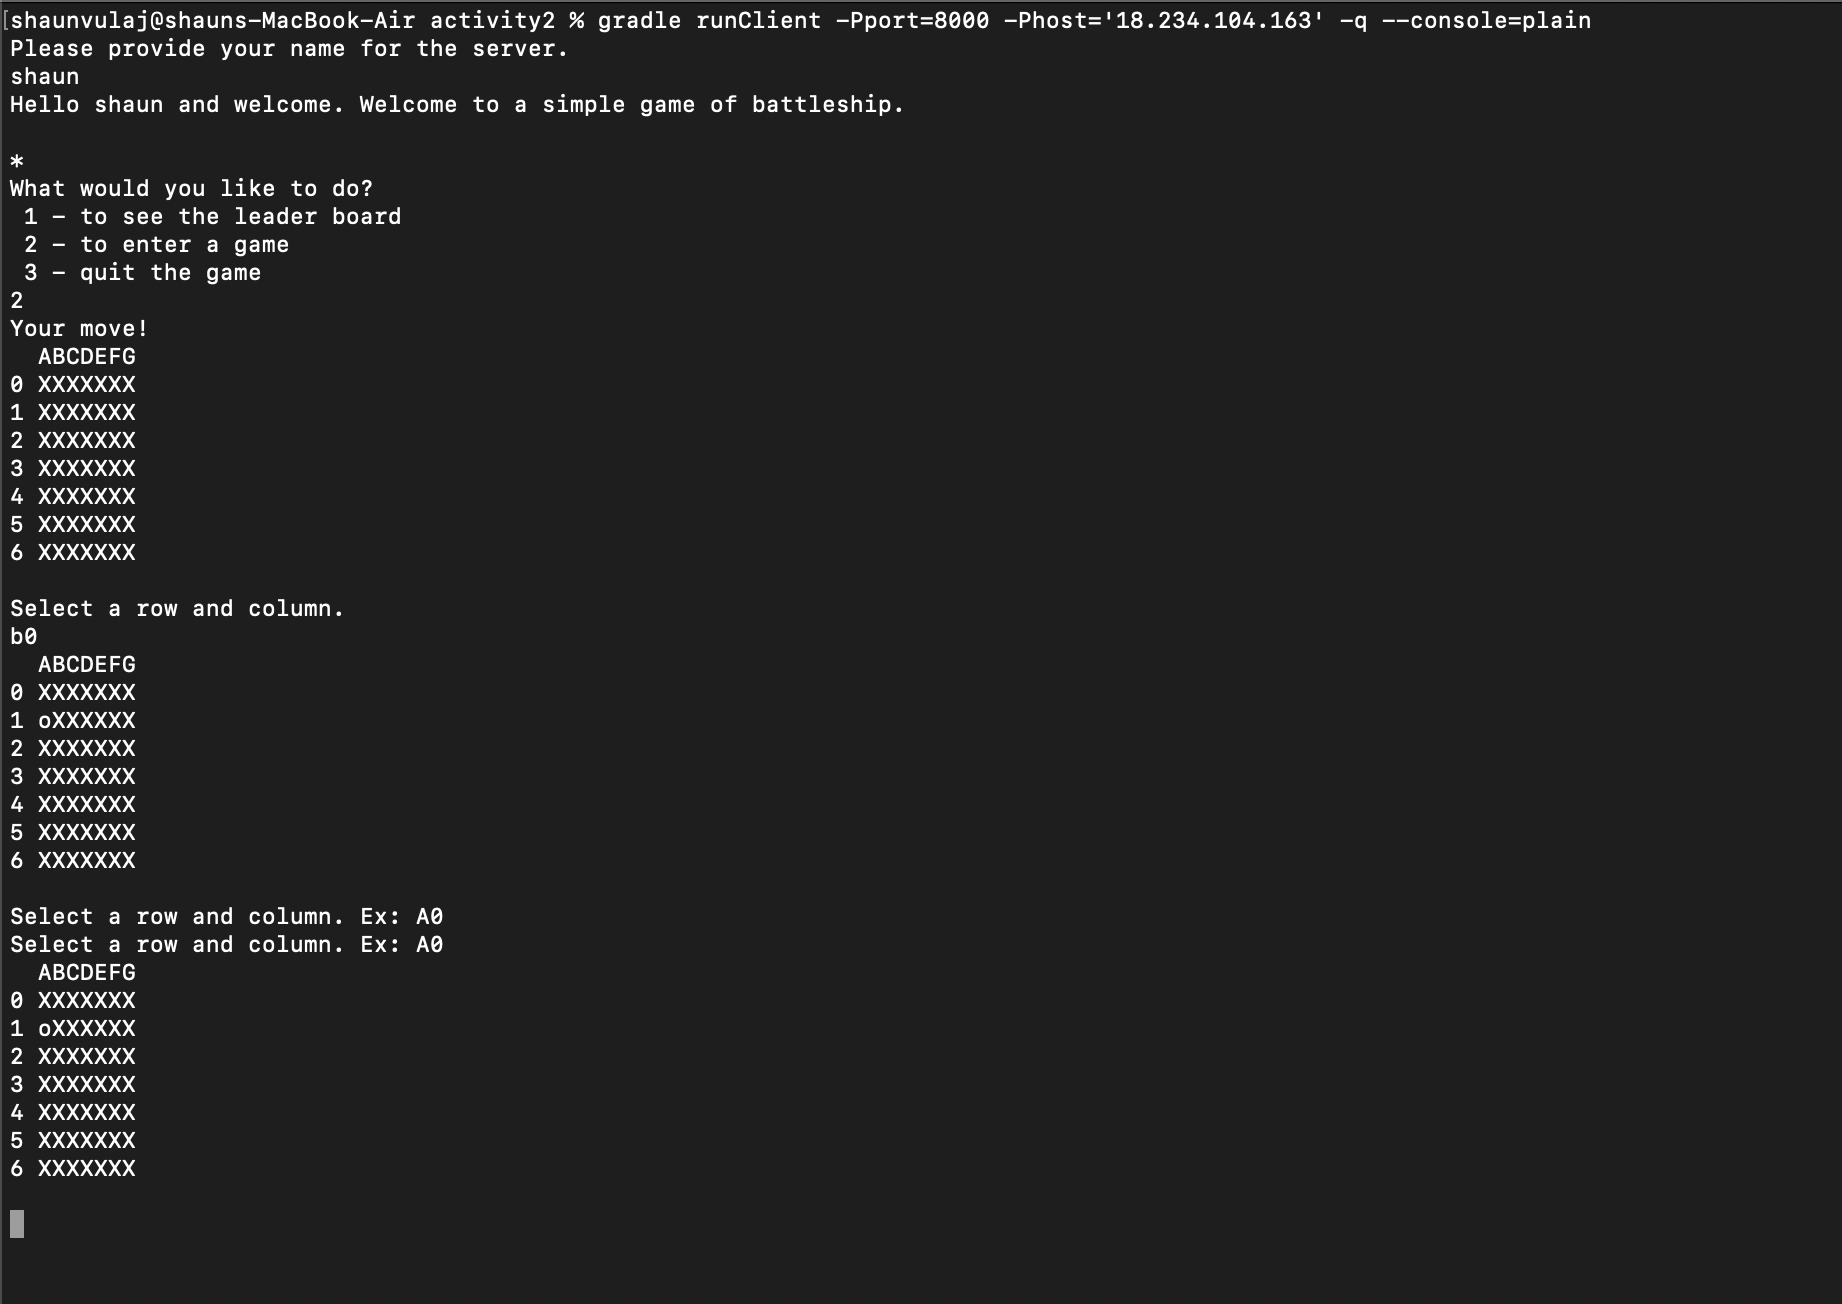 [shaunvulaj@shauns-MacBook-Air activity2 % gradle runClient -Pport=8000 -Phost='18.234.104.163' -q --console=plain
Please provide your name for the server.
shaun
Hello shaun and welcome. Welcome to a simple game of battleship.

*
What would you like to do?
 1 - to see the leader board
 2 - to enter a game
 3 - quit the game
2
Your move!
  ABCDEFG
0 XXXXXXX
1 XXXXXXX
2 XXXXXXX
3 XXXXXXX
4 XXXXXXX
5 XXXXXXX
6 XXXXXXX

Select a row and column.
b0
  ABCDEFG
0 XXXXXXX
1 oXXXXXX
2 XXXXXXX
3 XXXXXXX
4 XXXXXXX
5 XXXXXXX
6 XXXXXXX

Select a row and column. Ex: A0
Select a row and column. Ex: A0
  ABCDEFG
0 XXXXXXX
1 oXXXXXX
2 XXXXXXX
3 XXXXXXX
4 XXXXXXX
5 XXXXXXX
6 XXXXXXX